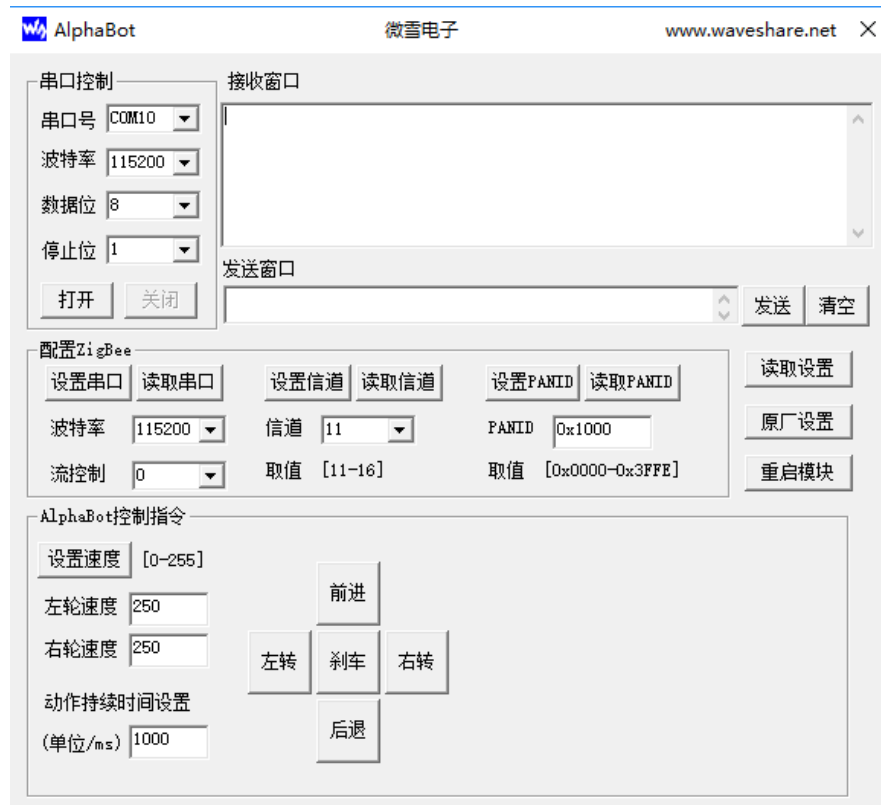 AlphaBot 微雪电子 www.waveshare.net
串口控制
串口号 COM10
波特率 115200
数据位 8
停止位 1
打开 关闭
接收窗口
发送窗口
发送 清空
配置ZigBee
设置串口 读取串口 设置信道 读取信道 设置PANID 读取PANID
波特率 115200 信道 11 PANID 0x1000
流控制 0 取值 [11-16] 取值 [0x0000-0x3FFE]
读取设置
原厂设置
重启模块
AlphaBot控制指令
设置速度 [0-255]
左轮速度 250
右轮速度 250
动作持续时间设置
(单位/ms) 1000
前进
左转 刹车 右转
后退